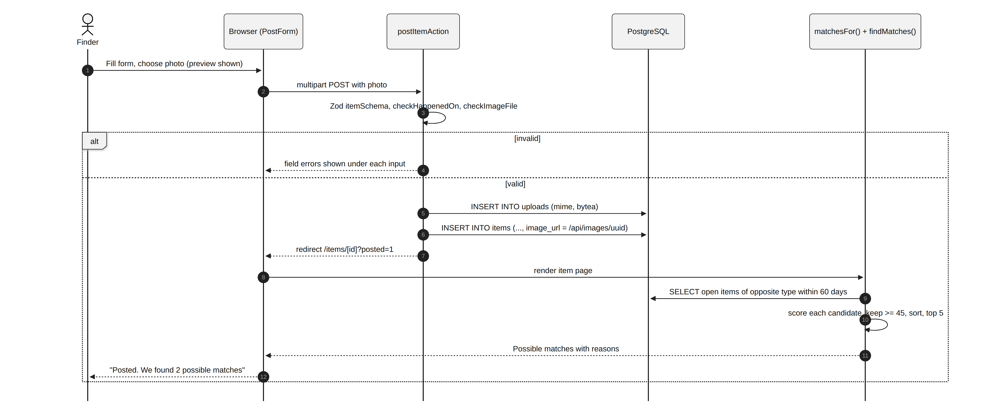 Finder
Browser (PostForm)
postItemAction
PostgreSQL
matchesFor() + findMatches()
Fill form, choose photo (preview shown)
1
multipart POST with photo
2
Zod itemSchema, checkHappenedOn, checkImageFile
3
alt
[invalid]
field errors shown under each input
4
[valid]
INSERT INTO uploads (mime, bytea)
5
INSERT INTO items (..., image_url = /api/images/uuid)
6
redirect /items/[id]?posted=1
7
render item page
8
SELECT open items of opposite type within 60 days
9
score each candidate, keep >= 45, sort, top 5
10
Possible matches with reasons
11
"Posted. We found 2 possible matches"
12